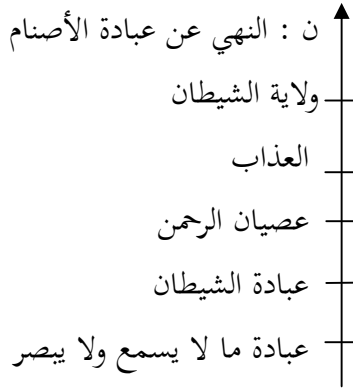 ن : النهي عن عبادة الأصنام
ولاية الشيطان
العذاب
عصيان الرحمن
عبادة الشيطان
عبادة ما لا يسمع ولا يبصر